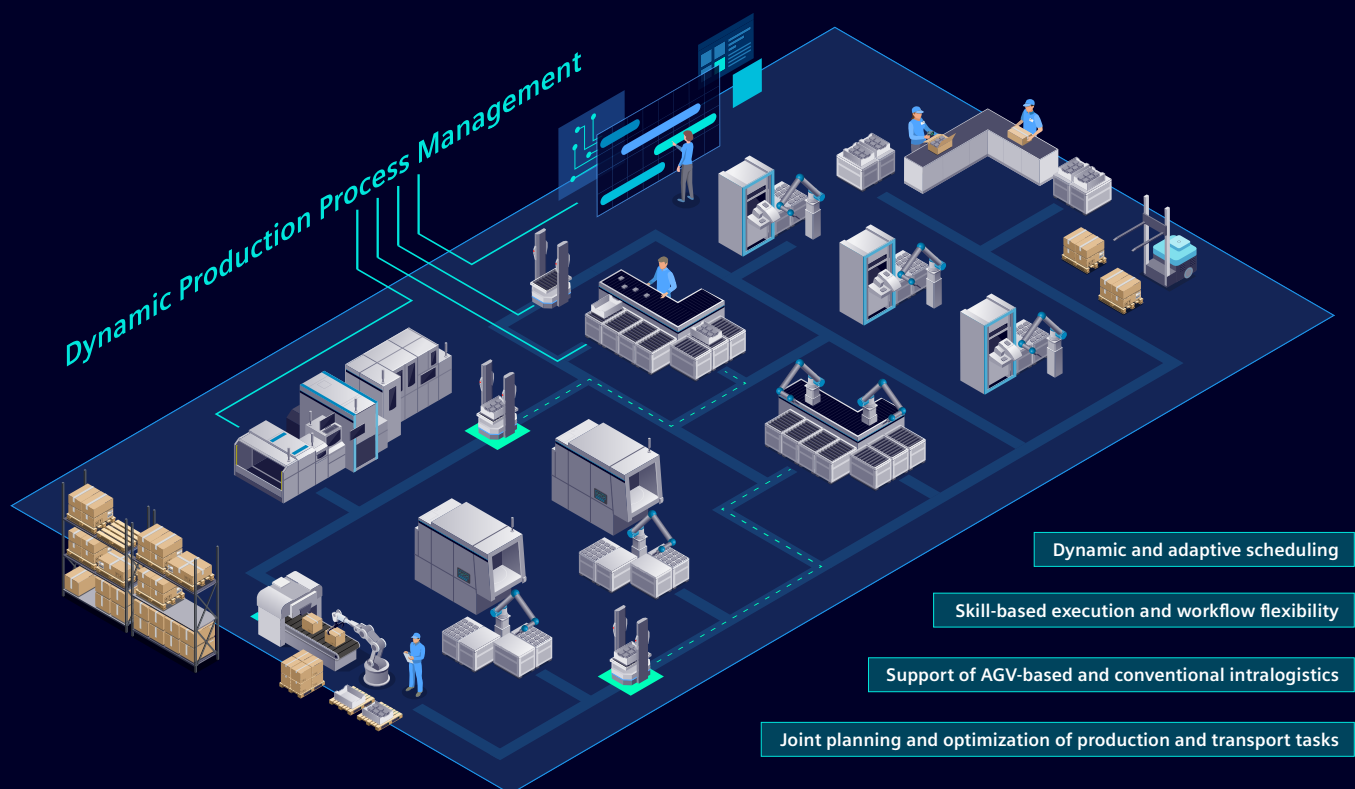 Dynamic Production Process Management
Dynamic and adaptive scheduling
Skill-based execution and workflow flexibility
Support of AGV-based and conventional intralogistics
Joint planning and optimization of production and transport tasks